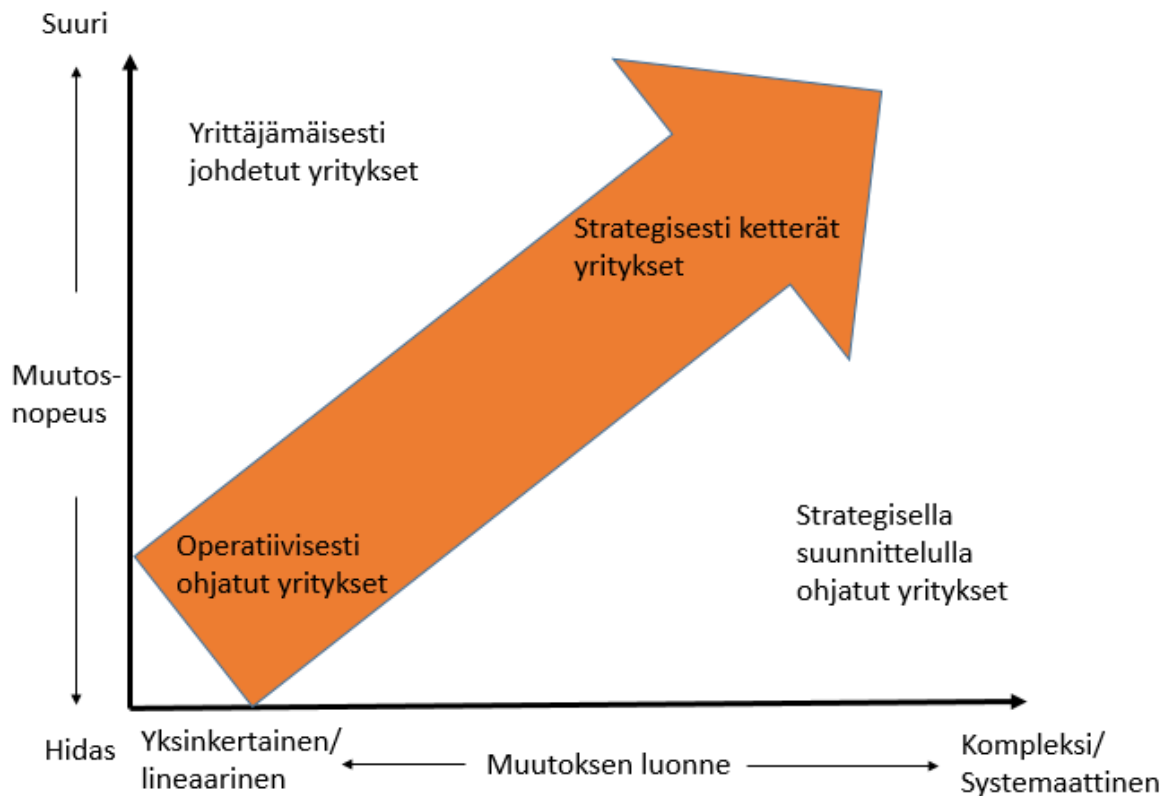 Suuri
Yrittäjämäisesti
johdetut yritykset
Strategisesti ketterät
yritykset
Muutos-
nopeus
Operatiivisesti
ohjatut yritykset
Strategisella
suunnittelulla
ohjatut yritykset
Hidas
Yksinkertainen/
lineaarinen
Muutoksen luonne
Kompleksi/
Systemaattinen